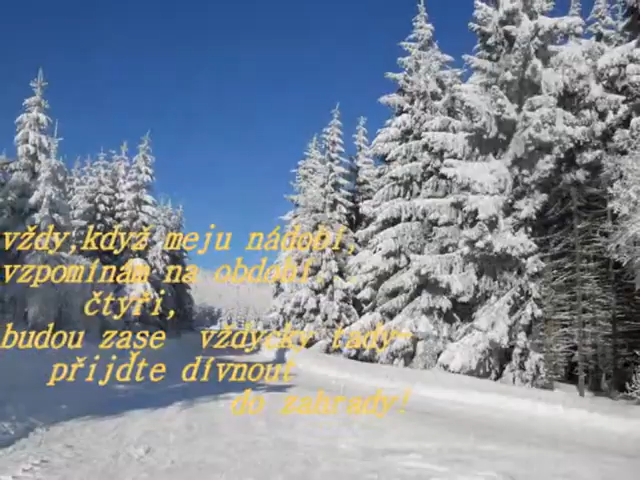 vždy,když meju nádobí,
vzpomínám na období...
čtyři,
budou zase vždycky tady-
přijďte dívnout
do zahrady!